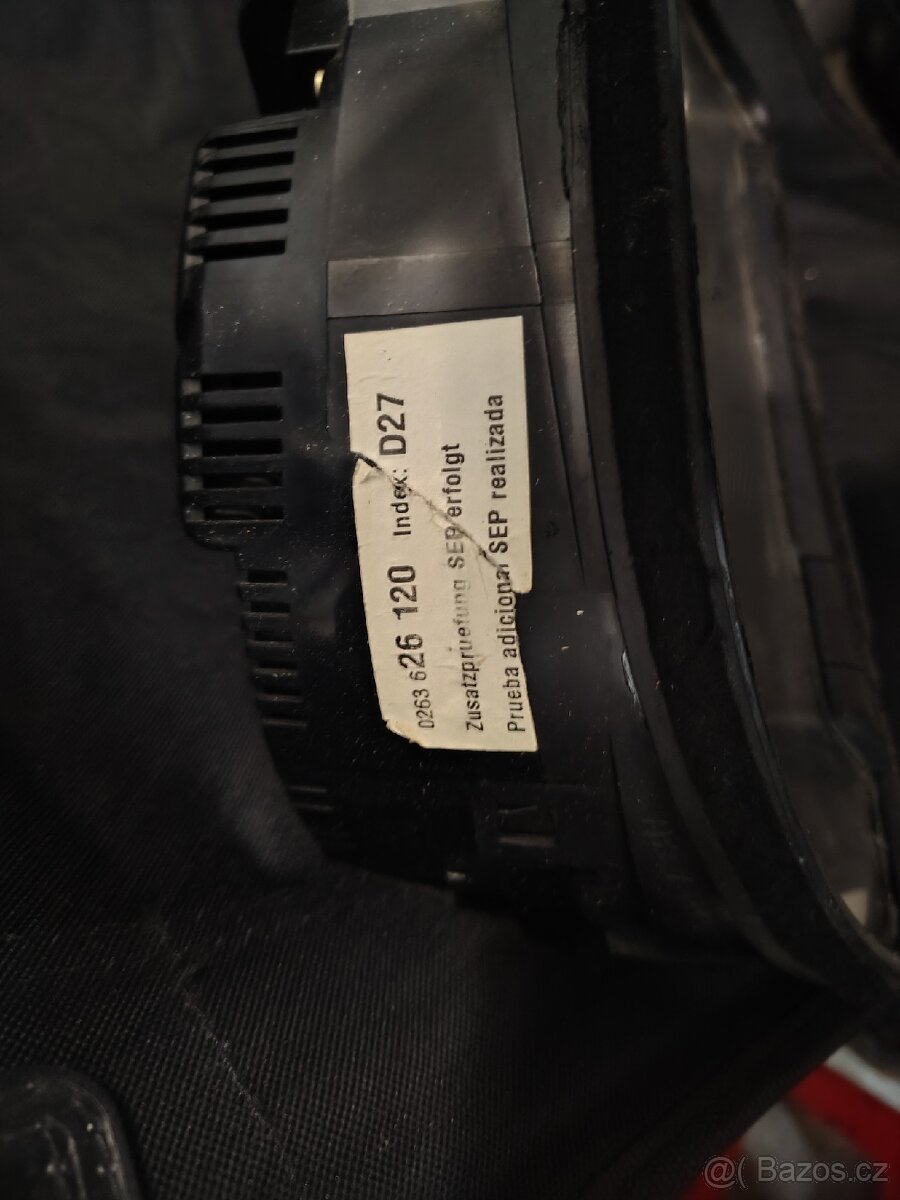 0263 626 120 Index: D27
Zusatzpruefung SEP erfolgt
Prueba adicional SEP realizada
@( Bazos.cz